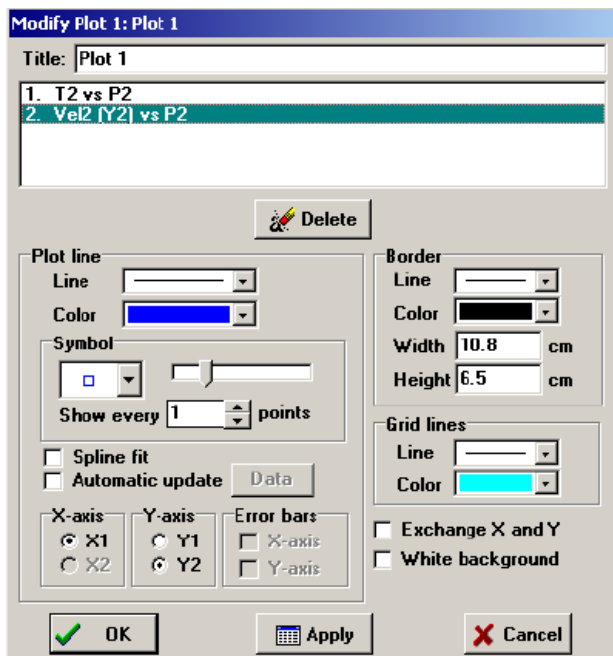 Modify Plot 1: Plot 1
Title: Plot 1
1. T2 vs P2
2. Vel2 (Y2) vs P2
Delete
Plot line
Line
Color
Symbol
Show every 1 points
Spline fit
Automatic update Data
X-axis Y-axis Error bars
X1 Y1 X-axis
X2 Y2 Y-axis
Border
Line
Color
Width 10.8 cm
Height 6.5 cm
Grid lines
Line
Color
Exchange X and Y
White background
OK Apply Cancel